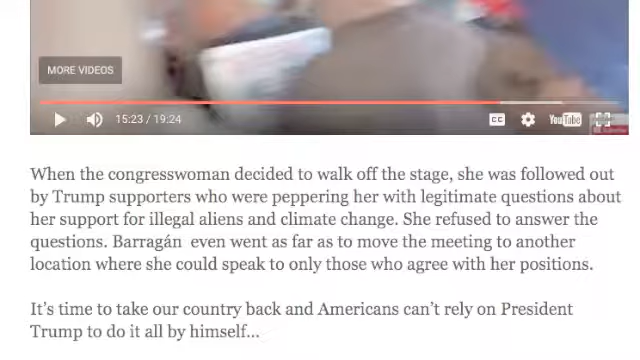 MORE VIDEOS
15:23 / 19:24
CC
YouTube
When the congresswoman decided to walk off the stage, she was followed out
by Trump supporters who were peppering her with legitimate questions about
her support for illegal aliens and climate change. She refused to answer the
questions. Barragán even went as far as to move the meeting to another
location where she could speak to only those who agree with her positions.
It's time to take our country back and Americans can't rely on President
Trump to do it all by himself...